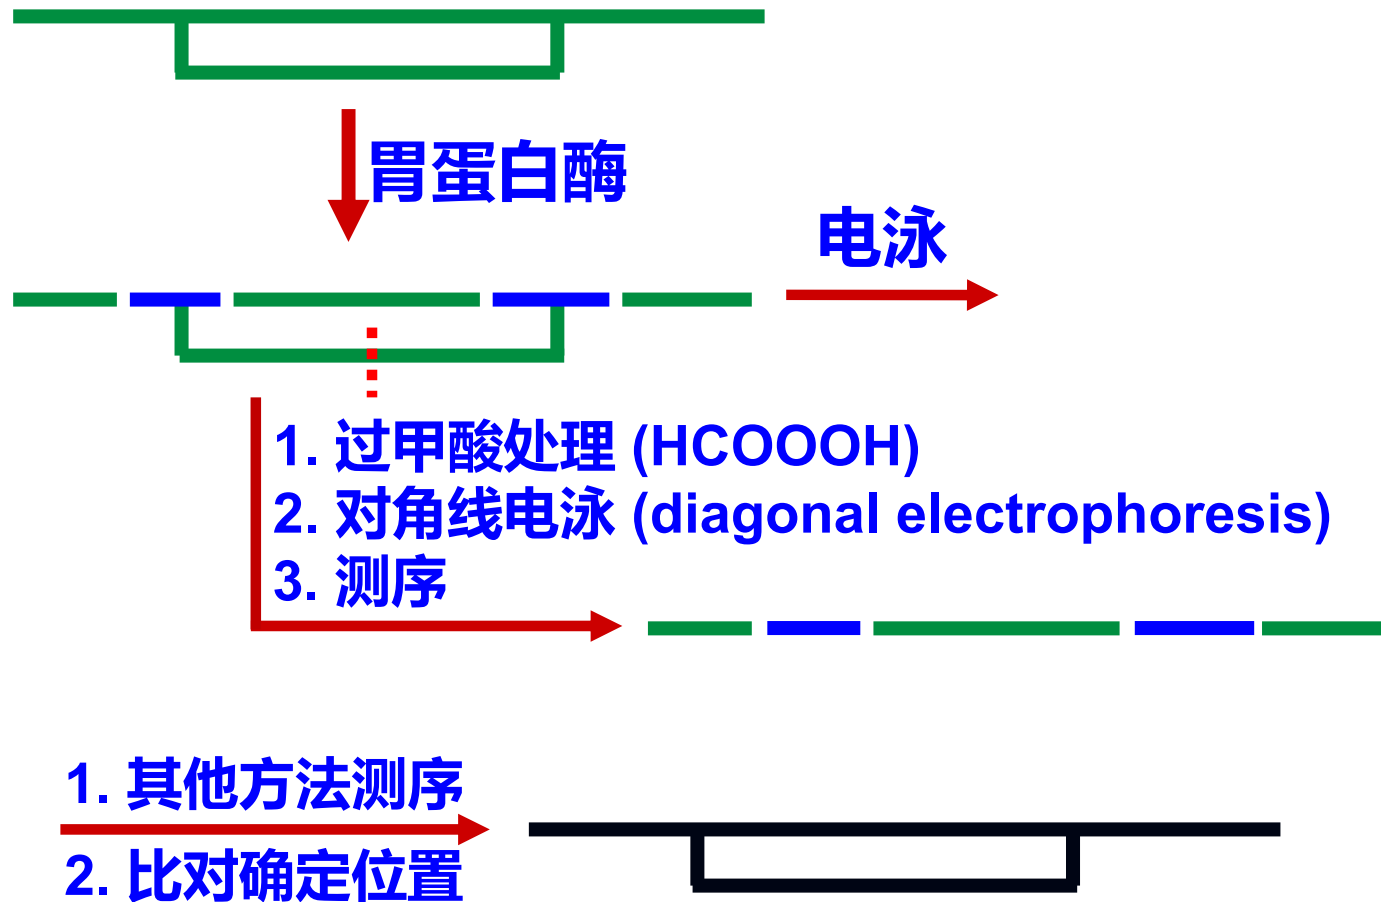 胃蛋白酶
电泳
1. 过甲酸处理 (HCOOOH)
2. 对角线电泳 (diagonal electrophoresis)
3. 测序
1. 其他方法测序
2. 比对确定位置